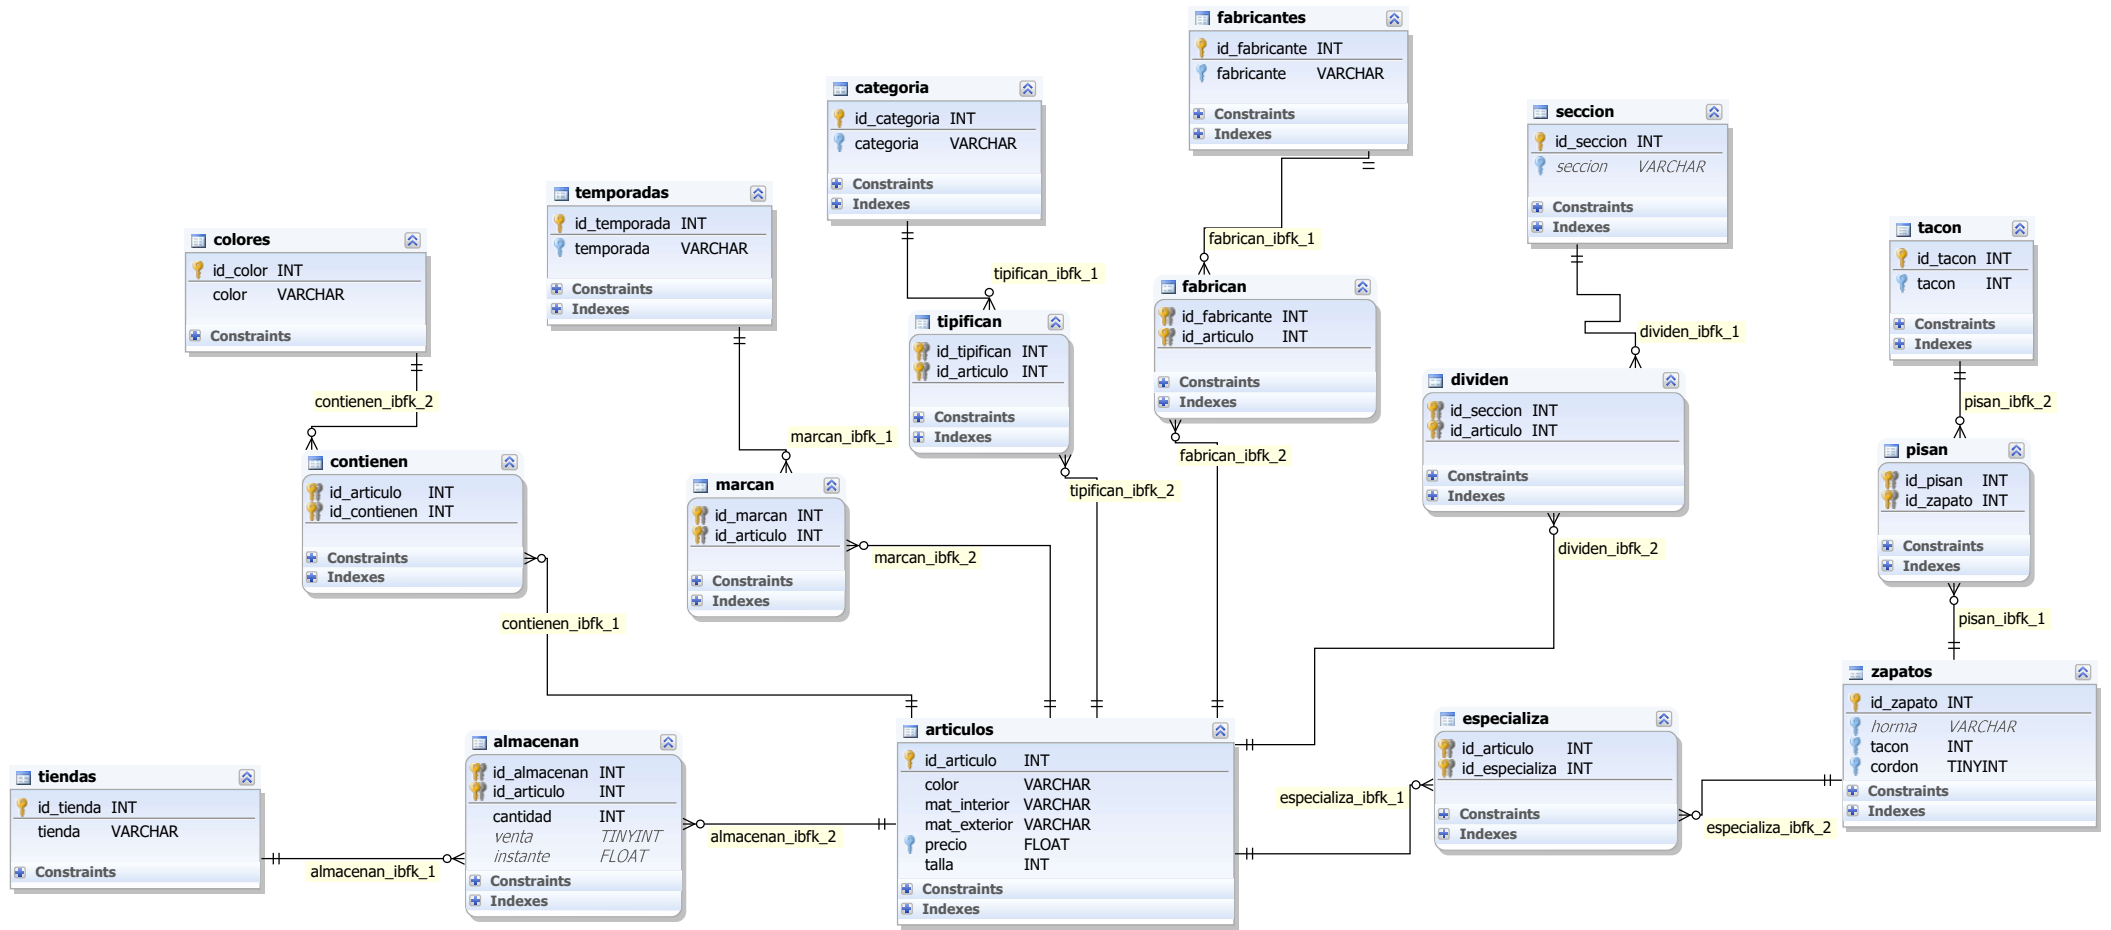 fabricantes
id_fabricante INT
fabricante VARCHAR
Constraints
Indexes
categoria
id_categoria INT
categoria VARCHAR
Constraints
Indexes
seccion
id_seccion INT
seccion VARCHAR
Constraints
Indexes
temporadas
id_temporada INT
temporada VARCHAR
Constraints
Indexes
colores
id_color INT
color VARCHAR
Constraints
tacon
id_tacon INT
tacon INT
Constraints
Indexes
fabrican_ibfk_1
tipifican_ibfk_1
fabrican
id_fabricante INT
id_articulo INT
Constraints
Indexes
tipifican
id_tipifican INT
id_articulo INT
Constraints
Indexes
dividen_ibfk_1
dividen
id_seccion INT
id_articulo INT
Constraints
Indexes
contienen_ibfk_2
pisan_ibfk_2
marcan_ibfk_1
fabrican_ibfk_2
tipifican_ibfk_2
contienen
id_articulo INT
id_contienen INT
Constraints
Indexes
marcan
id_marcan INT
id_articulo INT
Constraints
Indexes
pisan
id_pisan INT
id_zapato INT
Constraints
Indexes
marcan_ibfk_2
dividen_ibfk_2
contienen_ibfk_1
pisan_ibfk_1
zapatos
id_zapato INT
horma VARCHAR
tacon INT
cordon TINYINT
Constraints
Indexes
especializa
id_articulo INT
id_especializa INT
Constraints
Indexes
articulos
id_articulo INT
color VARCHAR
mat_interior VARCHAR
mat_exterior VARCHAR
precio FLOAT
talla INT
Constraints
Indexes
almacenan
id_almacenan INT
id_articulo INT
cantidad INT
venta TINYINT
instante FLOAT
Constraints
Indexes
tiendas
id_tienda INT
tienda VARCHAR
Constraints
especializa_ibfk_1
especializa_ibfk_2
almacenan_ibfk_2
almacenan_ibfk_1